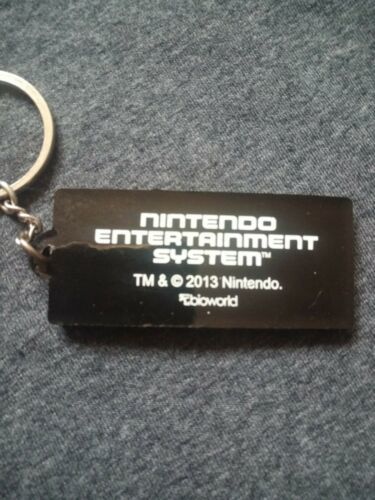 NINTENDO
ENTERTAINMENT
SYSTEM™
TM & © 2013 Nintendo.
bioworld